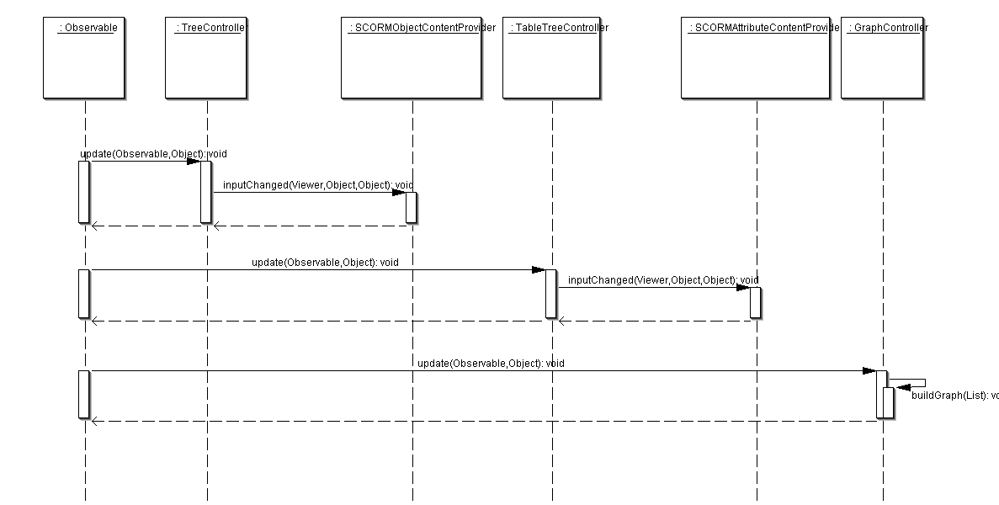 : Observable
: TreeController
: SCORMObjectContentProvider
: TableTreeController
: SCORMAttributeContentProvide
: GraphController
update(Observable,Object): void
inputChanged(Viewer,Object,Object): void
update(Observable,Object): void
inputChanged(Viewer,Object,Object): void
update(Observable,Object): void
buildGraph(List): vo